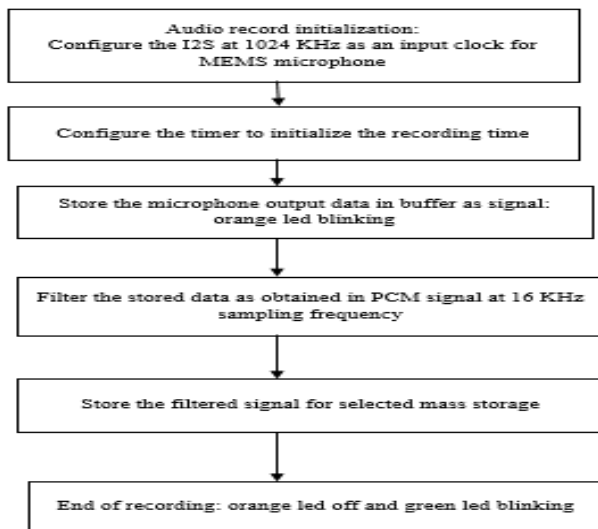 Audio record initialization:
Configure the I2S at 1024 KHz as an input clock for
MEMS microphone
Configure the timer to initialize the recording time
Store the microphone output data in buffer as signal:
orange led blinking
Filter the stored data as obtained in PCM signal at 16 KHz
sampling frequency
Store the filtered signal for selected mass storage
End of recording: orange led off and green led blinking